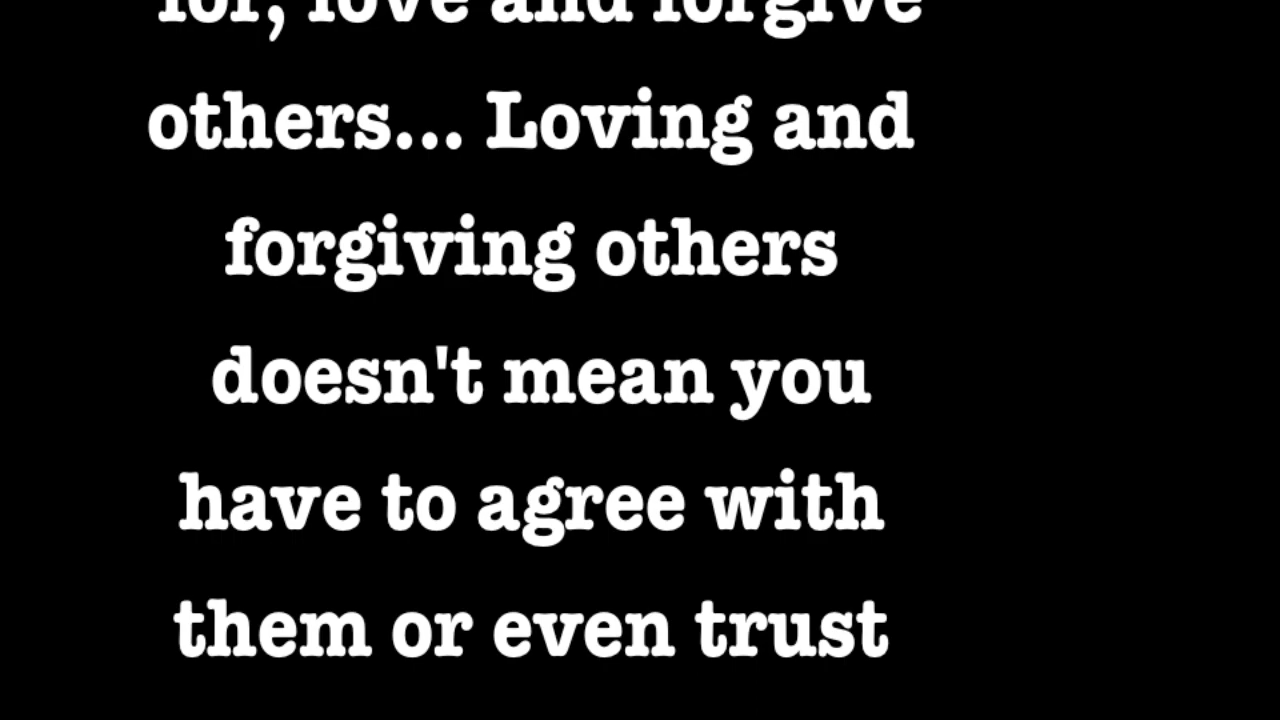 for, love and forgive
others... Loving and
forgiving others
doesn't mean you
have to agree with
them or even trust